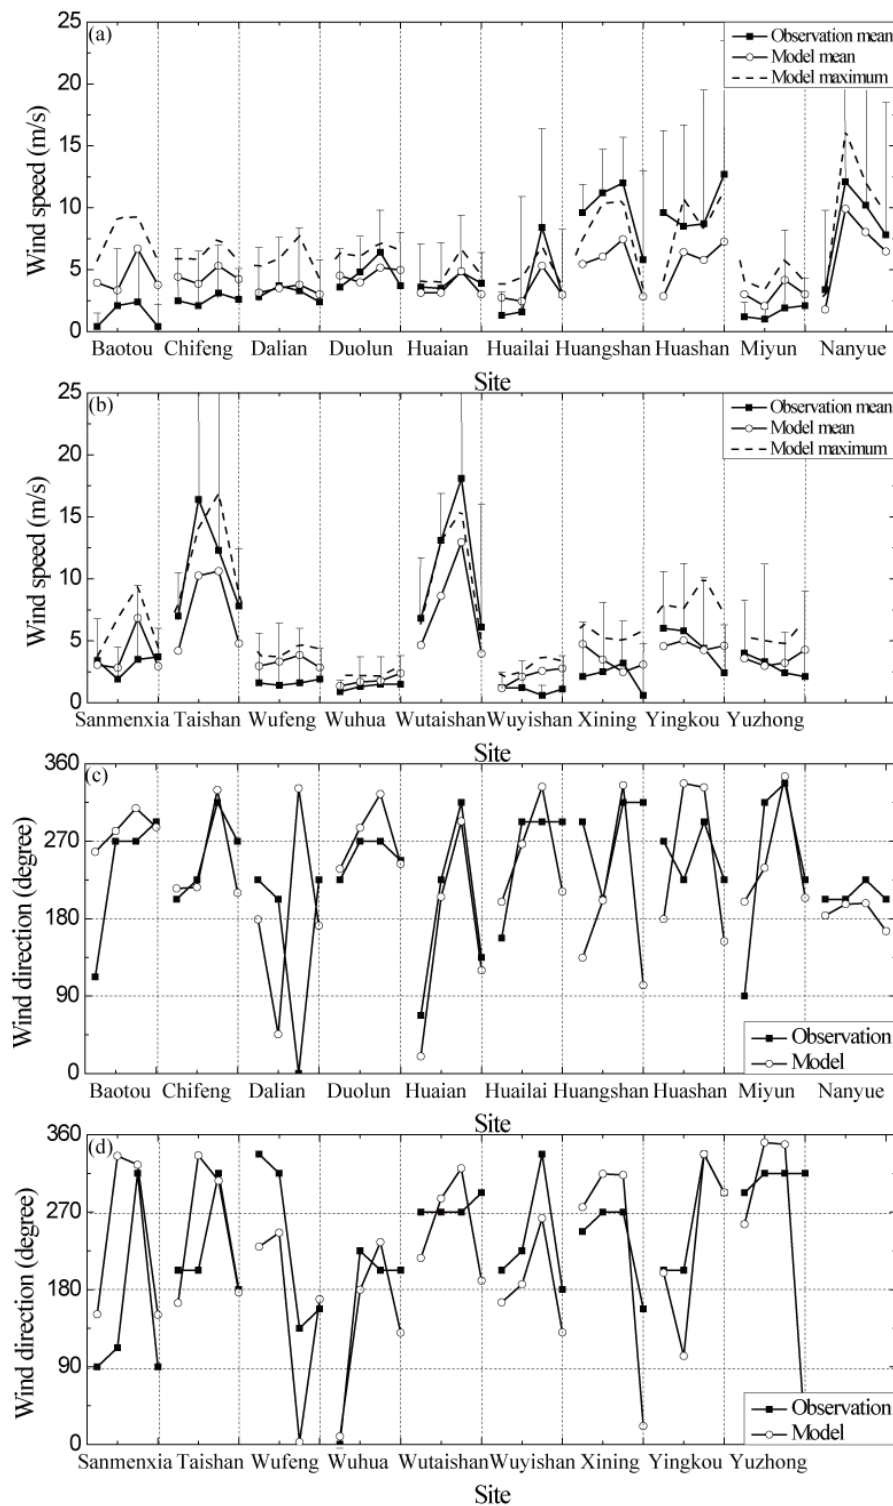 (a)
Observation mean
Model mean
Model maximum
25
20
15
10
5
0
Wind speed (m/s)
Baotou Chifeng Dalian Duolun Huaian Huailai Huangshan Huashan Miyun Nanyue
Site
(b)
Observation mean
Model mean
Model maximum
25
20
15
10
5
0
Wind speed (m/s)
Sanmenxia Taishan Wufeng Wuhua Wutaishan Wuyishan Xining Yingkou Yuzhong
Site
(c)
360
270
180
90
0
Wind direction (degree)
Observation
Model
Baotou Chifeng Dalian Duolun Huaian Huailai Huangshan Huashan Miyun Nanyue
Site
(d)
360
270
180
90
0
Wind direction (degree)
Observation
Model
Sanmenxia Taishan Wufeng Wuhua Wutaishan Wuyishan Xining Yingkou Yuzhong
Site